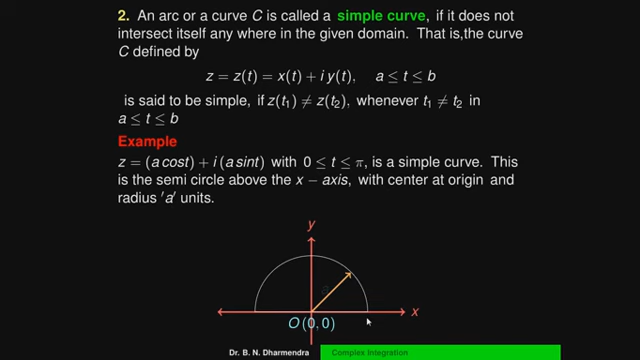 2. An arc or a curve C is called a simple curve, if it does not
intersect itself any where in the given domain. That is,the curve
C defined by
z = z(t) = x(t) + i y(t), a ≤ t ≤ b
is said to be simple, if z(t₁) ≠ z(t₂), whenever t₁ ≠ t₂ in
a ≤ t ≤ b
Example
z = (a cost) + i (a sint) with 0 ≤ t ≤ π, is a simple curve. This
is the semi circle above the x − axis, with center at origin and
radius 'a' units.
y
x
O(0, 0)
Dr. B. N. Dharmendra
Complex Integration